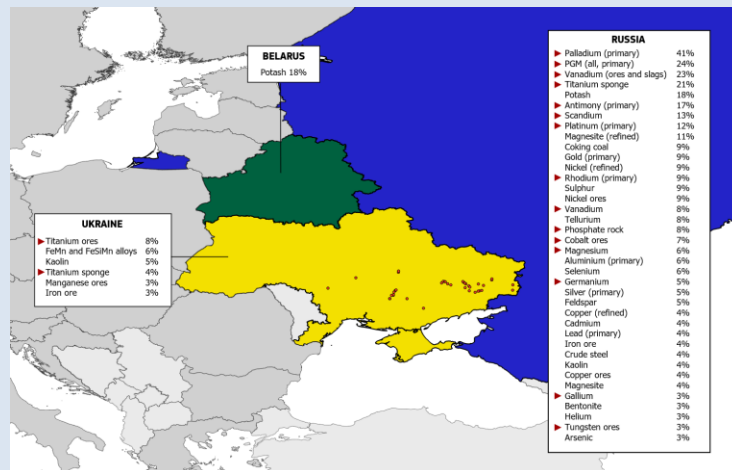 BELARUS
Potash 18%
UKRAINE
Titanium ores 8%
FeMn and FeSiMn alloys 6%
Kaolin 5%
Titanium sponge 4%
Manganese ores 3%
Iron ore 3%
RUSSIA
Palladium (primary) 41%
PGM (all, primary) 24%
Vanadium (ores and slags) 23%
Titanium sponge 21%
Potash 18%
Antimony (primary) 17%
Scandium 13%
Platinum (primary) 12%
Magnesite (refined) 11%
Coking coal 9%
Gold (primary) 9%
Nickel (refined) 9%
Rhodium (primary) 9%
Sulphur 9%
Nickel ores 9%
Vanadium 8%
Tellurium 8%
Phosphate rock 8%
Cobalt ores 7%
Magnesium 6%
Aluminium (primary) 6%
Selenium 6%
Germanium 5%
Silver (primary) 5%
Feldspar 5%
Copper (refined) 4%
Cadmium 4%
Lead (primary) 4%
Iron ore 4%
Crude steel 4%
Kaolin 4%
Copper ores 4%
Magnesite 4%
Gallium 3%
Bentonite 3%
Helium 3%
Tungsten ores 3%
Arsenic 3%